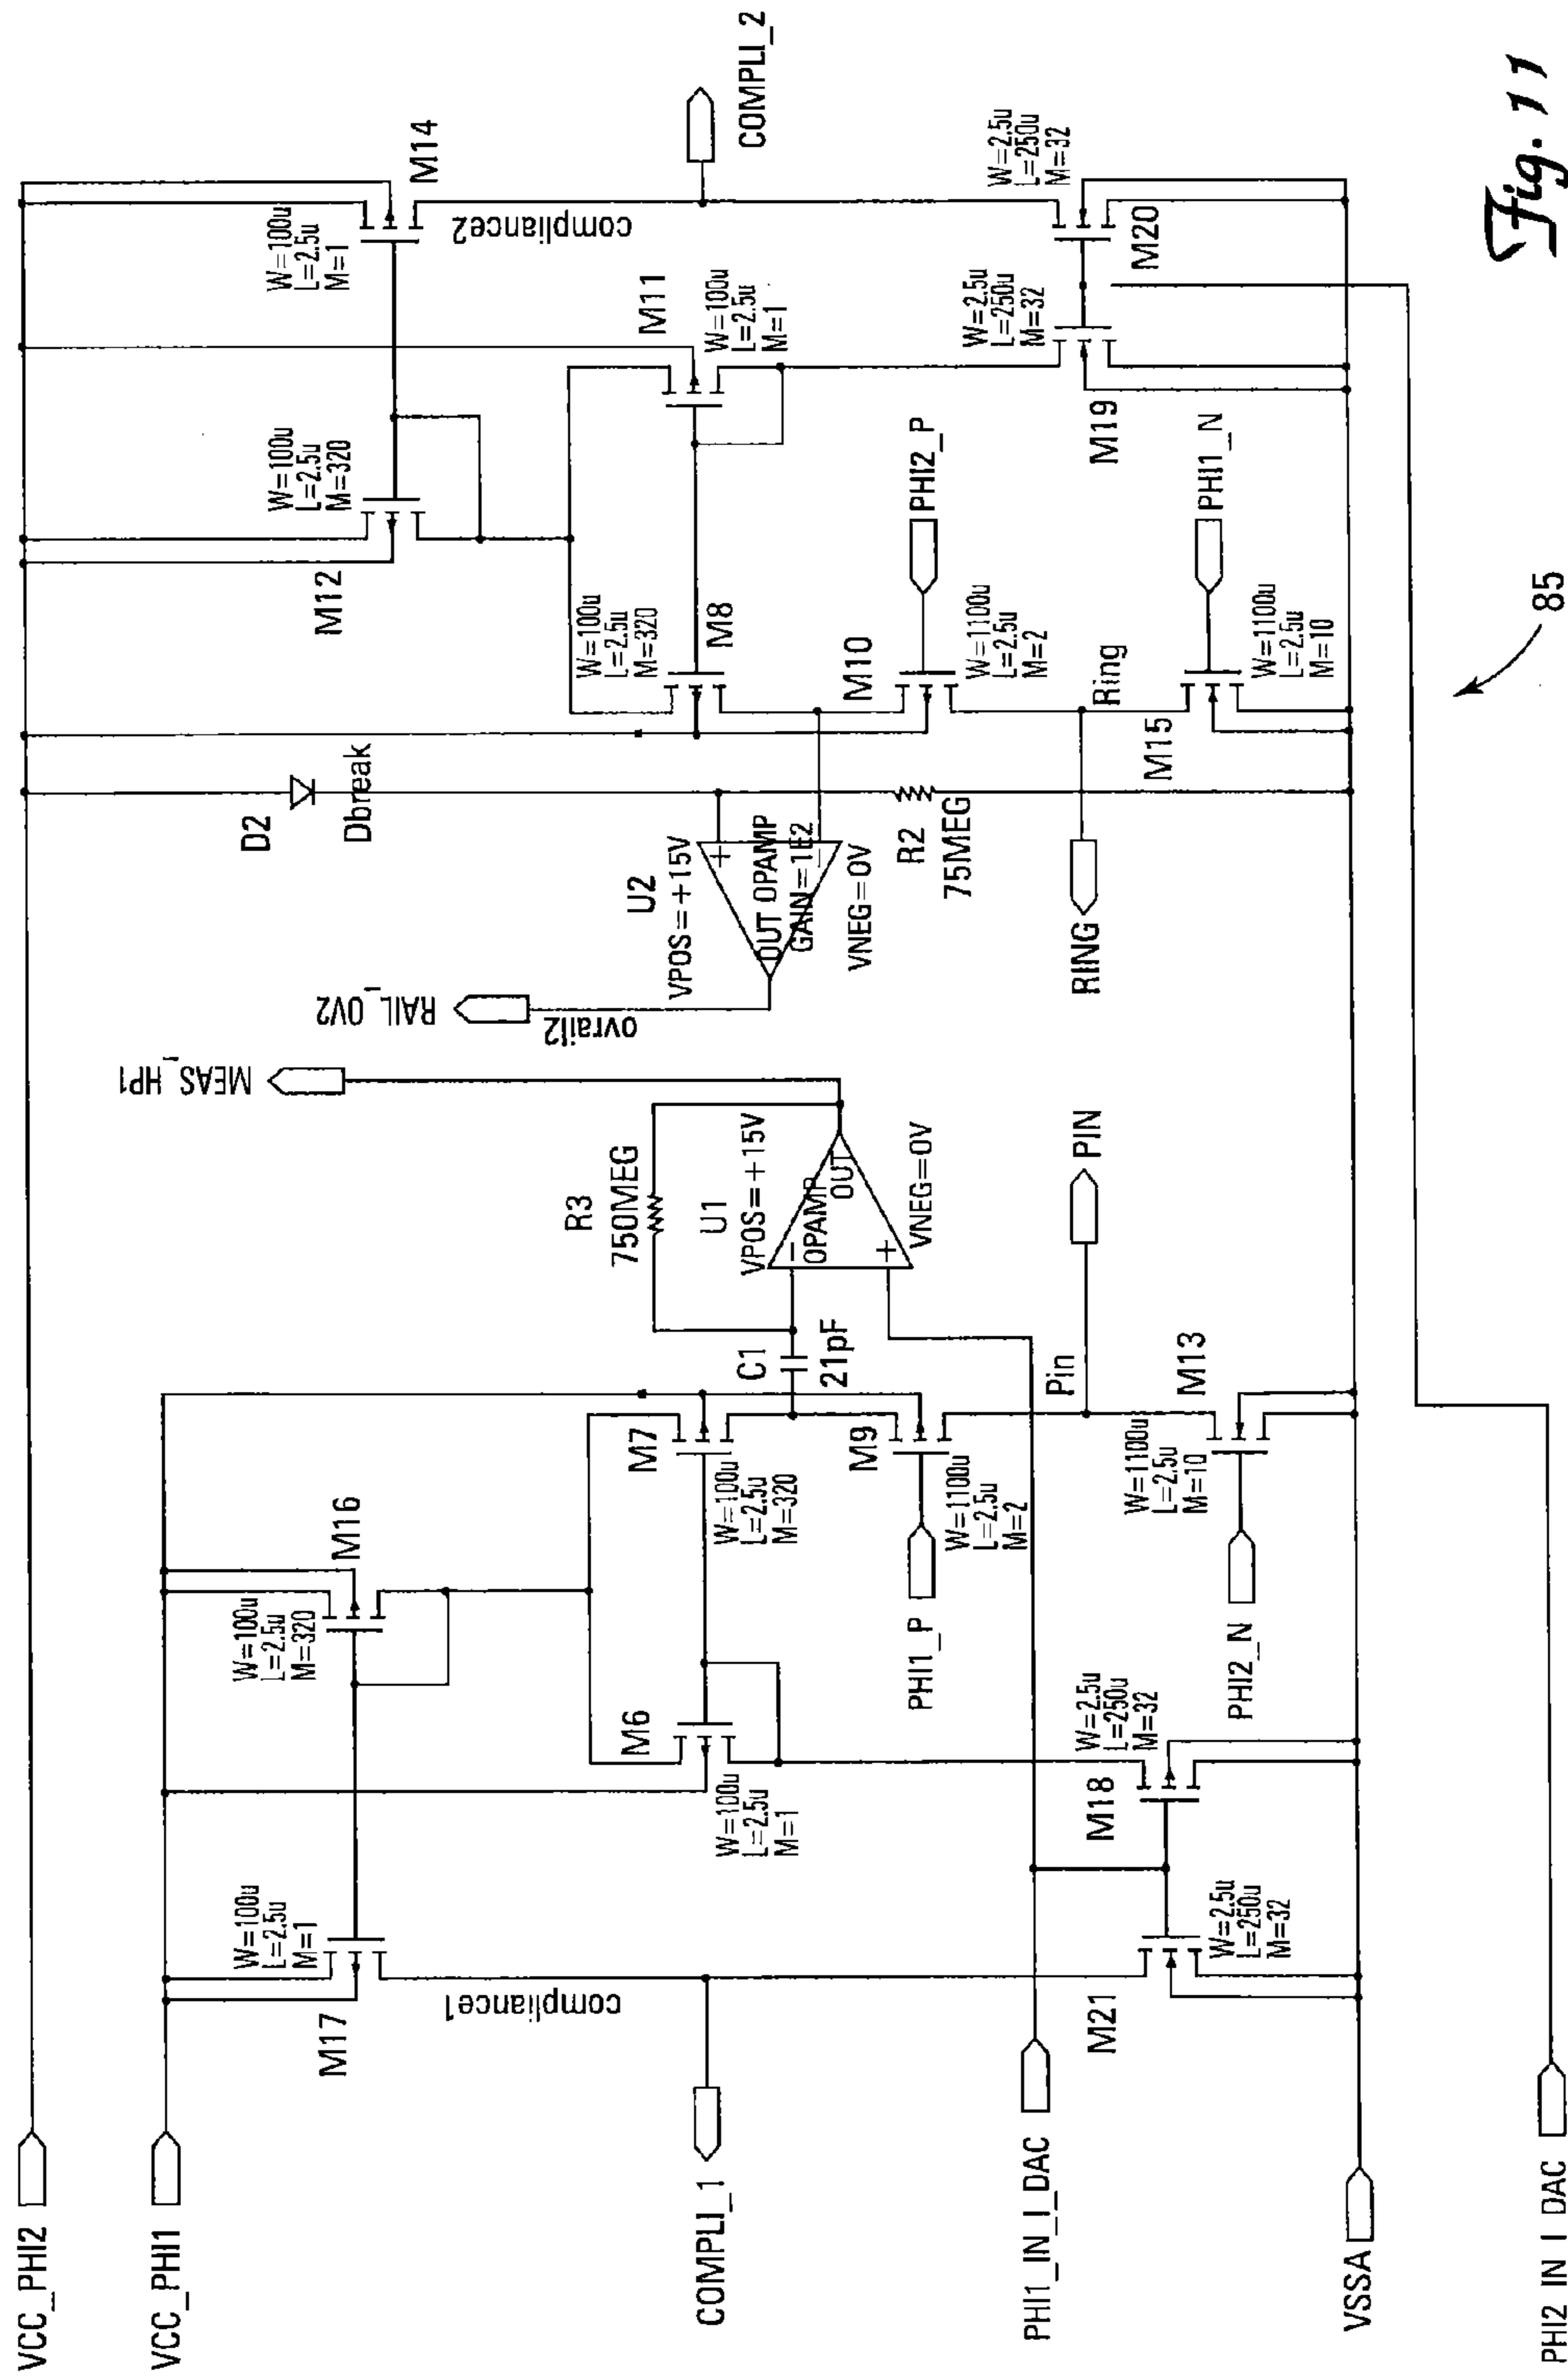 VCC_PHI2
VCC_PHI1
M17
W=100u
L=2.5u
M=1
compliance1
COMPLI_1
M16
W=100u
L=2.5u
M=320
M6
W=100u
L=2.5u
M=1
M7
W=100u
L=2.5u
M=320
PHI1_IN_I_DAC
M21
W=2.5u
L=250u
M=32
M18
W=2.5u
L=250u
M=32
VSSA
PHI2_IN_I_DAC
PHI1_P
M9
W=1100u
L=2.5u
M=2
PHI2_N
W=1100u
L=2.5u
M=10
M13
Pin
PIN
C1
21pF
R3
750MEG
U1
VPOS=+15V
OPAMP
OUT
VNEG=0V
MEAS_HP1
RAIL_OV2
ovrail2
U2
VPOS=+15V
OUT OPAMP
GAIN=1E2
VNEG=0V
D2
Dbreak
R2
75MEG
RING
Ring
M12
W=100u
L=2.5u
M=320
M14
W=100u
L=2.5u
M=1
compliance2
COMPLI_2
M8
W=100u
L=2.5u
M=320
M11
W=100u
L=2.5u
M=1
M10
W=1100u
L=2.5u
M=2
PHI2_P
M15
W=1100u
L=2.5u
M=10
PHI1_N
M19
W=2.5u
L=250u
M=32
M20
W=2.5u
L=250u
M=32
85
Fig. 11